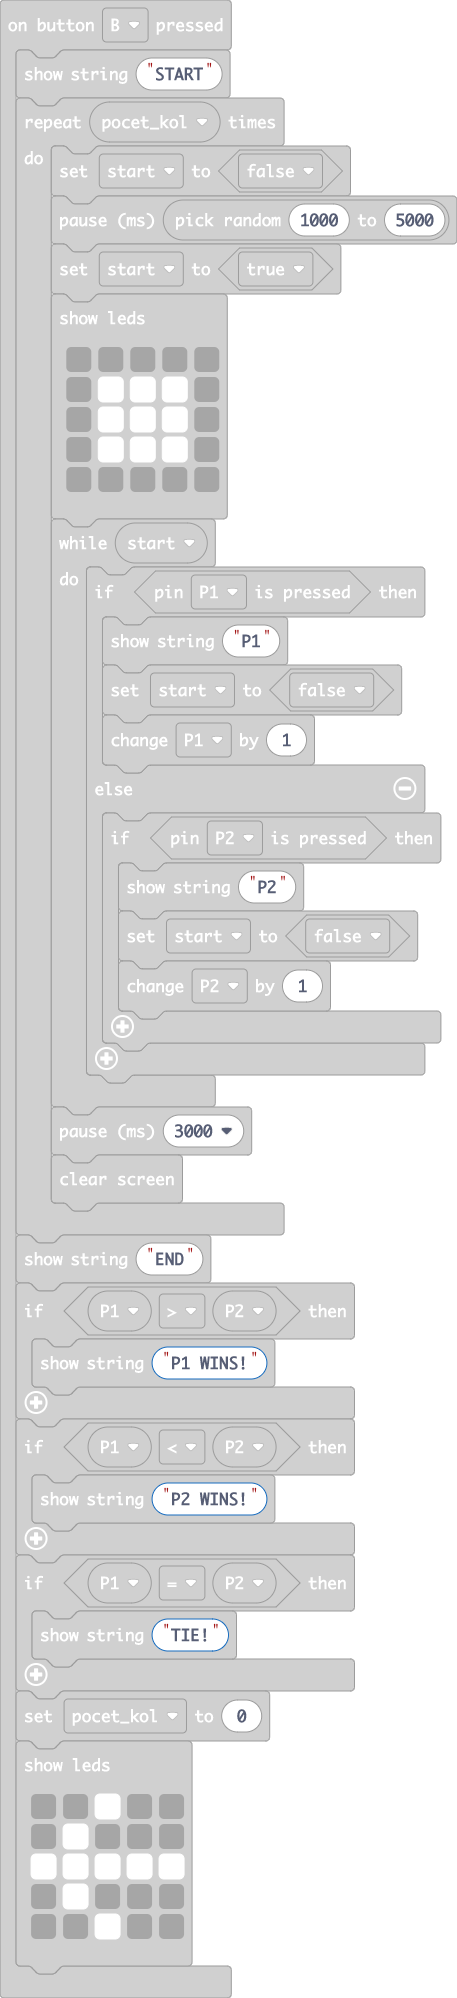 on button B pressed
show string "START"
repeat pocet_kol times
do
set start to false
pause (ms) pick random 1000 to 5000
set start to true
show leds
while start
do
if pin P1 is pressed then
show string "P1"
set start to false
change P1 by 1
else
if pin P2 is pressed then
show string "P2"
set start to false
change P2 by 1
pause (ms) 3000
clear screen
show string "END"
if P1 > P2 then
show string "P1 WINS!"
if P1 < P2 then
show string "P2 WINS!"
if P1 = P2 then
show string "TIE!"
set pocet_kol to 0
show leds